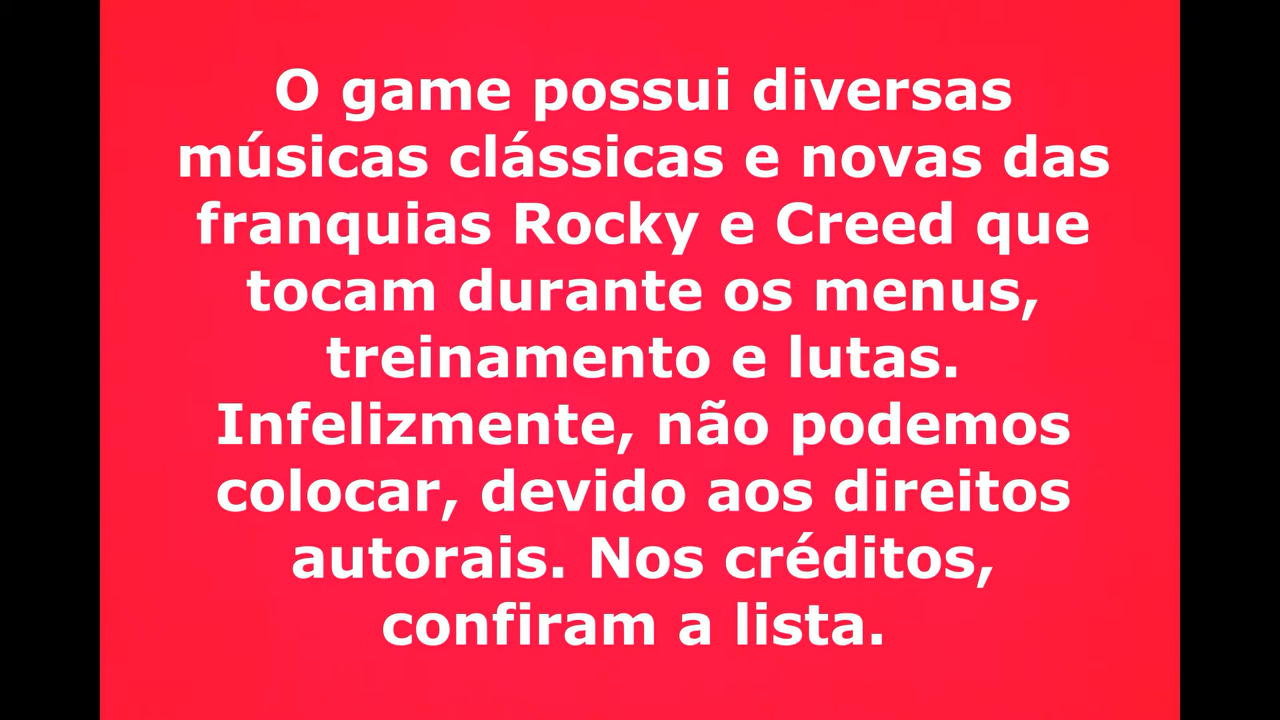 O game possui diversas
músicas clássicas e novas das
franquias Rocky e Creed que
tocam durante os menus,
treinamento e lutas.
Infelizmente, não podemos
colocar, devido aos direitos
autorais. Nos créditos,
confiram a lista.